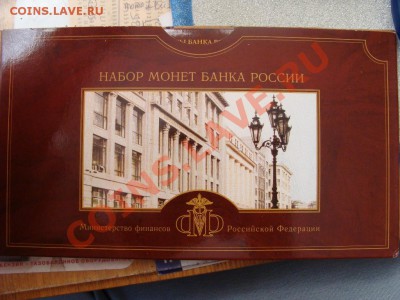 COINS.LAVE.RU
БАНКА
НАБОР МОНЕТ БАНКА РОССИИ
COINS.LAVE.RU
Министерство финансов Российской Федерации
COINS.LAVE.RU